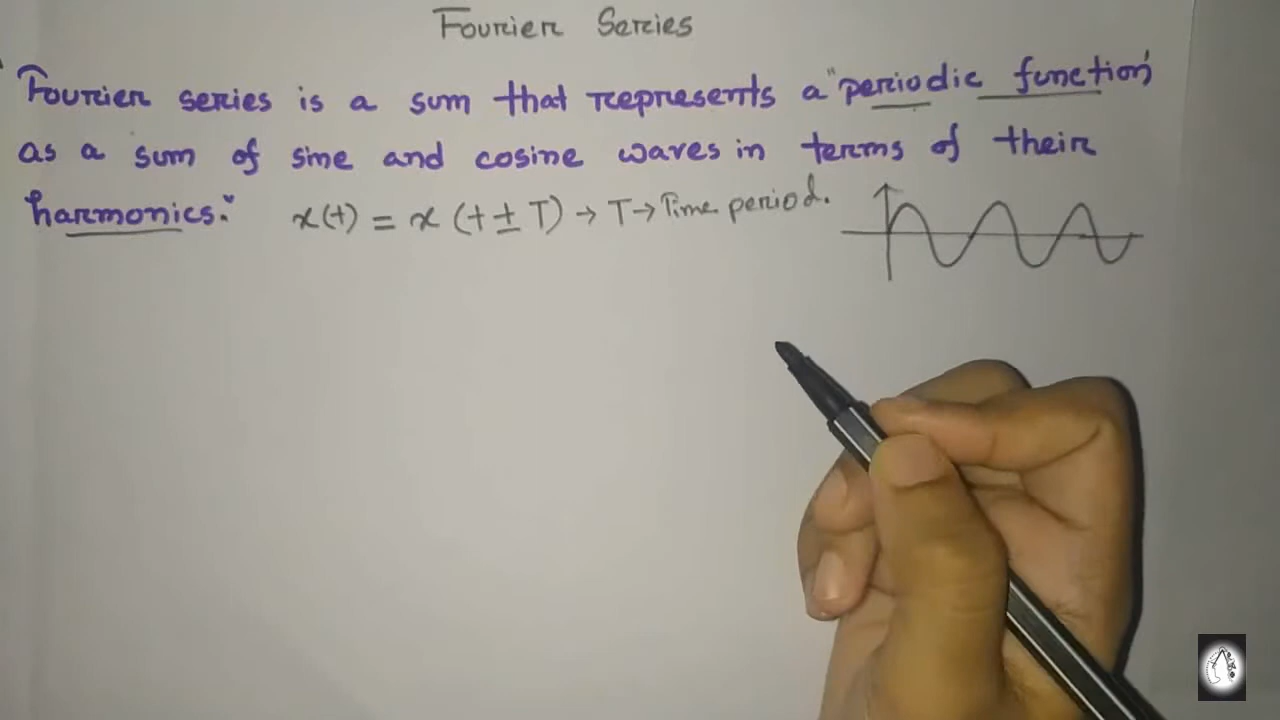 Fourier Series
Fourier series is a sum that represents a "periodic function"
as a sum of sine and cosine waves in terms of their
harmonics." x(t) = x (t ± T) → T → Time period.